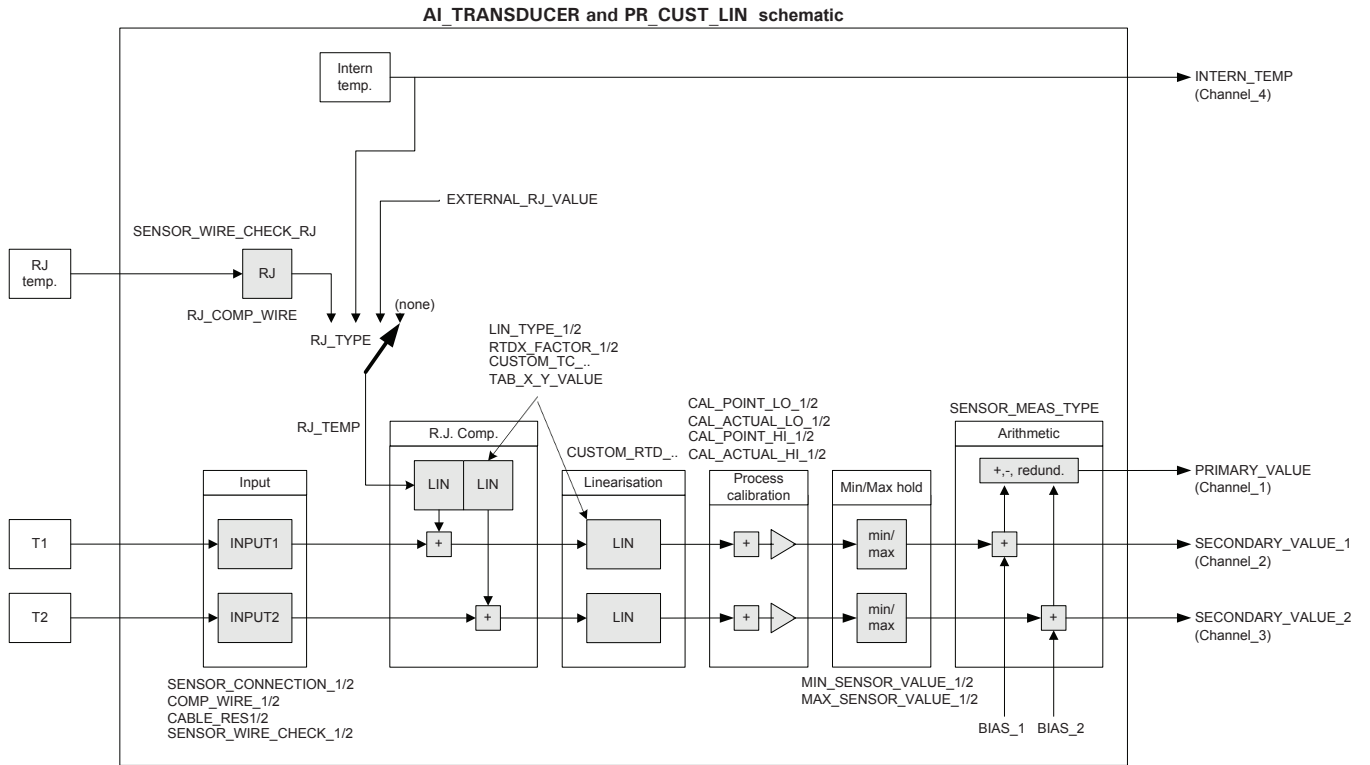 AI_TRANSDUCER and PR_CUST_LIN schematic
Intern
temp.
INTERN_TEMP
(Channel_4)
EXTERNAL_RJ_VALUE
SENSOR_WIRE_CHECK_RJ
RJ
temp.
RJ
RJ_COMP_WIRE
(none)
RJ_TYPE
LIN_TYPE_1/2
RTDX_FACTOR_1/2
CUSTOM_TC_..
TAB_X_Y_VALUE
RJ_TEMP
R.J. Comp.
LIN
LIN
CUSTOM_RTD_..
CAL_POINT_LO_1/2
CAL_ACTUAL_LO_1/2
CAL_POINT_HI_1/2
CAL_ACTUAL_HI_1/2
SENSOR_MEAS_TYPE
Arithmetic
+,-, redund.
PRIMARY_VALUE
(Channel_1)
Input
Linearisation
Process
calibration
Min/Max hold
T1
INPUT1
+
LIN
+
min/
max
+
SECONDARY_VALUE_1
(Channel_2)
T2
INPUT2
+
LIN
+
min/
max
+
SECONDARY_VALUE_2
(Channel_3)
SENSOR_CONNECTION_1/2
COMP_WIRE_1/2
CABLE_RES1/2
SENSOR_WIRE_CHECK_1/2
MIN_SENSOR_VALUE_1/2
MAX_SENSOR_VALUE_1/2
BIAS_1
BIAS_2